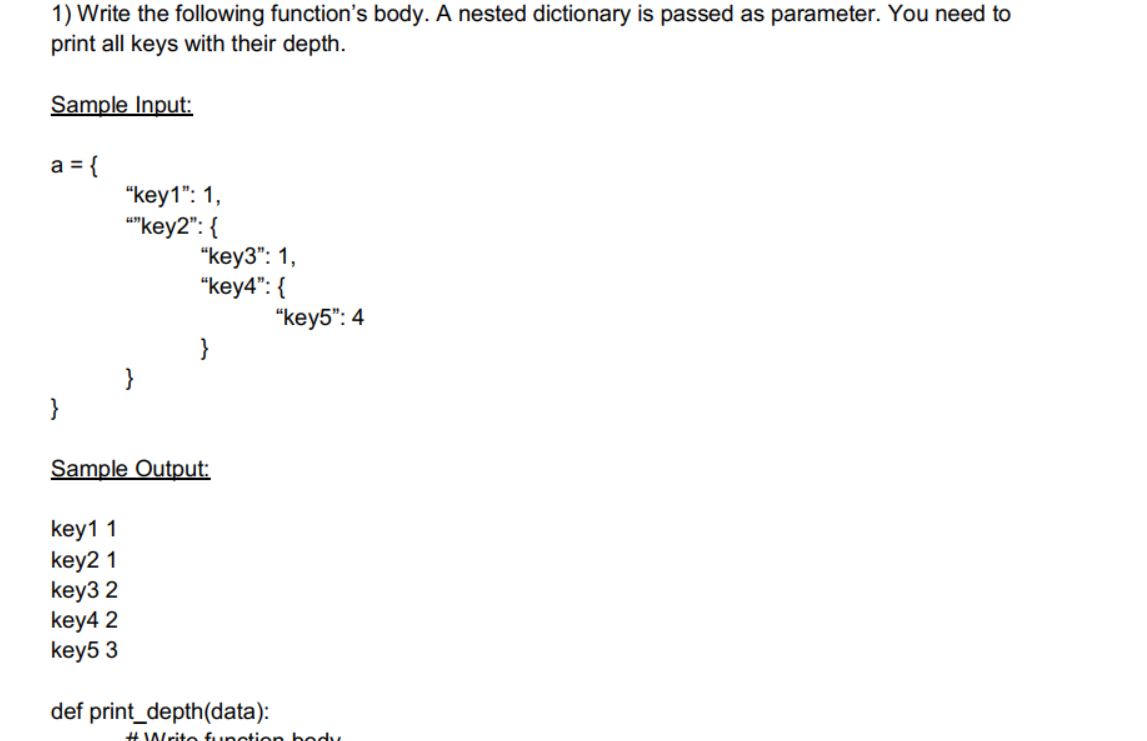 1) Write the following function’s body. A nested dictionary is passed as parameter. You need to
print all keys with their depth.
Sample Input:
a = {
“key1”: 1,
“”key2”: {
“key3”: 1,
“key4”: {
“key5”: 4
}
}
}
Sample Output:
key1 1
key2 1
key3 2
key4 2
key5 3
def print_depth(data):
# Write function body